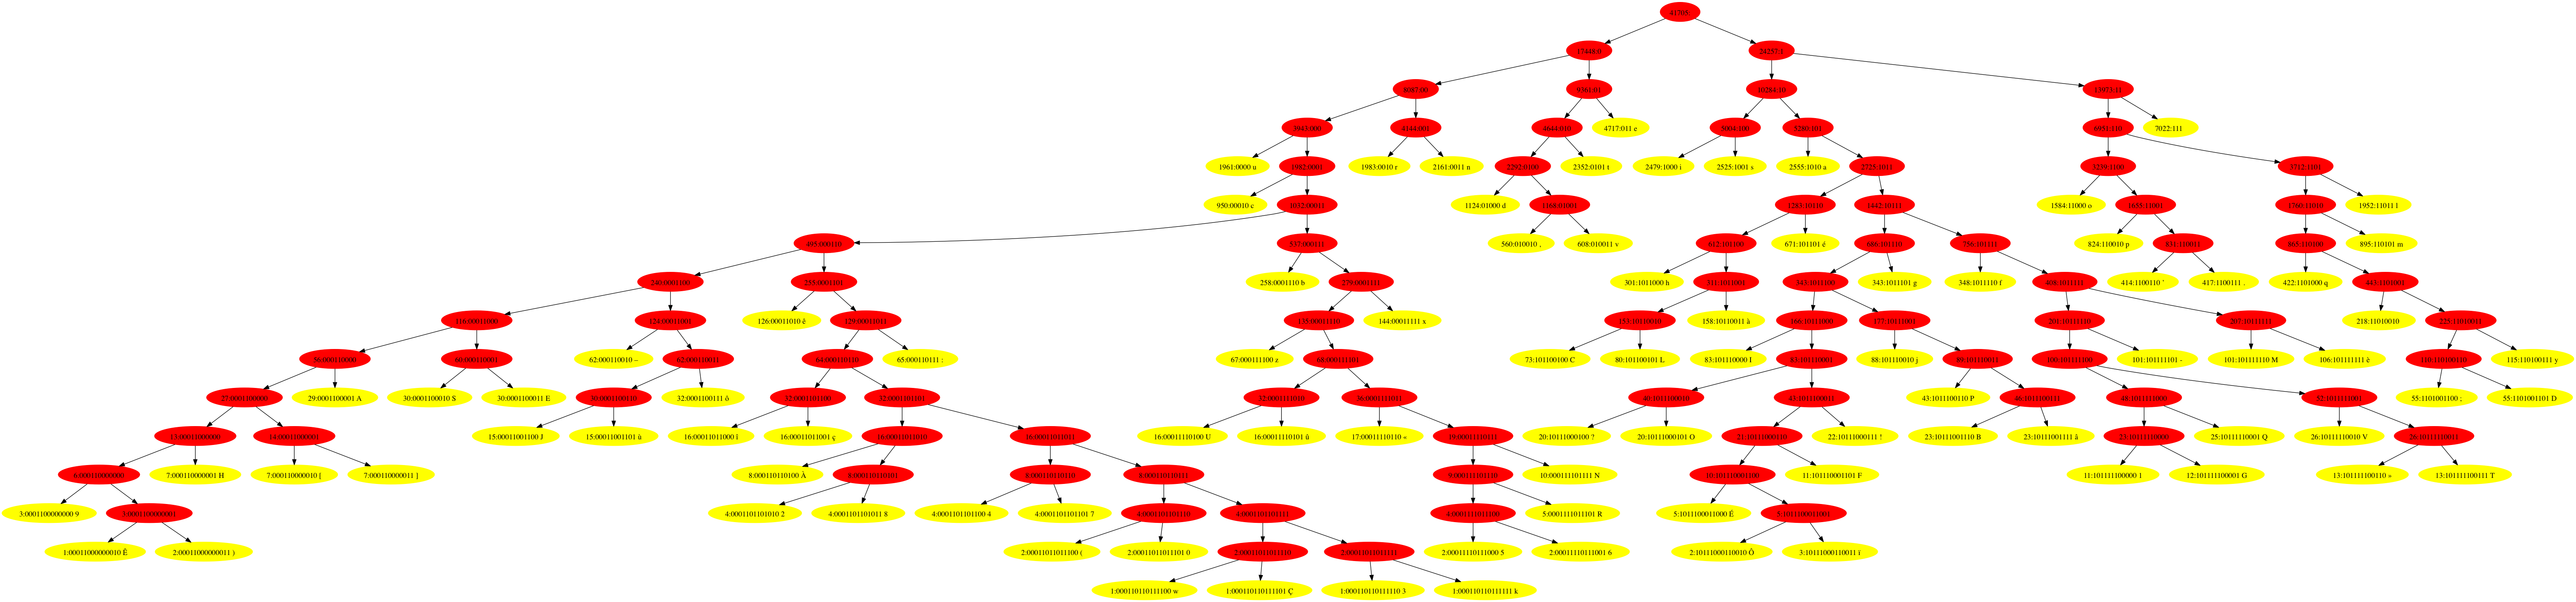 41705
17448:0
24257:1
8087:00
9361:01
10284:10
13973:11
3943:000
4144:001
4644:010
4717:011 e
5004:100
5280:101
6951:110
7022:111
1961:0000 u
1982:0001
1983:0010 r
2161:0011 n
2292:0100
2352:0101 t
2479:1000 i
2525:1001 s
2555:1010 a
2725:1011
3239:1100
3712:1101
950:00010 c
1032:00011
1124:01000 d
1168:01001
1283:10110
1442:10111
1584:11000 o
1655:11001
1760:11010
1952:11011 l
495:000110
537:000111
560:010010 ,
608:010011 v
612:101100
671:101101 é
686:101110
756:101111
824:110010 p
831:110011
865:110100
895:110101 m
240:0001100
255:0001101
258:0001110 b
279:0001111
301:1011000 h
311:1011001
343:1011100
343:1011101 g
348:1011110 f
408:1011111
414:1100110 '
417:1100111 .
422:1101000 q
443:1101001
116:00011000
124:00011001
126:00011010 ê
129:00011011
135:00011110
144:00011111 x
153:10110010
158:10110011 à
166:10111000
177:10111001
201:10111110
207:10111111
218:11010010
225:11010011
56:000110000
60:000110001
62:000110010 –
62:000110011
64:000110110
65:000110111 :
67:000111100 z
68:000111101
73:101100100 C
80:101100101 L
83:101110000 I
83:101110001
88:101110010 j
89:101110011
100:101111100
101:101111101 -
101:101111110 M
106:101111111 è
110:110100110
115:110100111 y
27:0001100000
29:0001100001 A
30:0001100010 S
30:0001100011 E
30:0001100110
32:0001100111 ô
32:0001101100
32:0001101101
32:0001111010
36:0001111011
40:1011100010
43:1011100011
43:1011100110 P
46:1011100111
48:1011111000
52:1011111001
55:1101001100 ;
55:1101001101 D
13:00011000000
14:00011000001
15:00011001100 J
15:00011001101 ù
16:00011011000 î
16:00011011001 ç
16:00011011010
16:00011011011
16:00011110100 U
16:00011110101 û
17:00011110110 «
19:00011110111
20:10111000100 ?
20:10111000101 O
21:10111000110
22:10111000111 !
23:10111001110 B
23:10111001111 â
23:10111110000
25:10111110001 Q
26:10111110010 V
26:10111110011
6:000110000000
7:000110000001 H
7:000110000010 [
7:000110000011 ]
8:000110110100 À
8:000110110101
8:000110110110
8:000110110111
9:000111101110
10:000111101111 N
10:101110001100
11:101110001101 F
11:101111100000 1
12:101111100001 G
13:101111100110 »
13:101111100111 T
3:0001100000000 9
3:0001100000001
4:0001101101010 2
4:0001101101011 8
4:0001101101100 4
4:0001101101101 7
4:0001101101110
4:0001101101111
4:0001111011100
5:0001111011101 R
5:1011100011000 É
5:1011100011001
1:00011000000010 Ê
2:00011000000011 )
2:00011011011100 (
2:00011011011101 0
2:00011011011110
2:00011011011111
2:00011110111000 5
2:00011110111001 6
2:10111000110010 Ô
3:10111000110011 ï
1:000110110111100 w
1:000110110111101 Ç
1:000110110111110 3
1:000110110111111 k